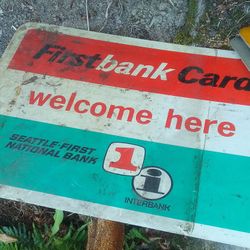 Firstbank Card
welcome here
SEATTLE-FIRST
NATIONAL BANK
1
i
INTERBANK